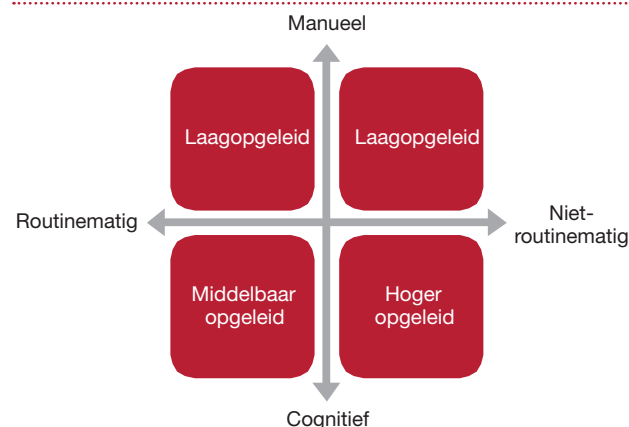 Manueel
Laagopgeleid
Laagopgeleid
Routinematig
Niet-
routinematig
Middelbaar
opgeleid
Hoger
opgeleid
Cognitief